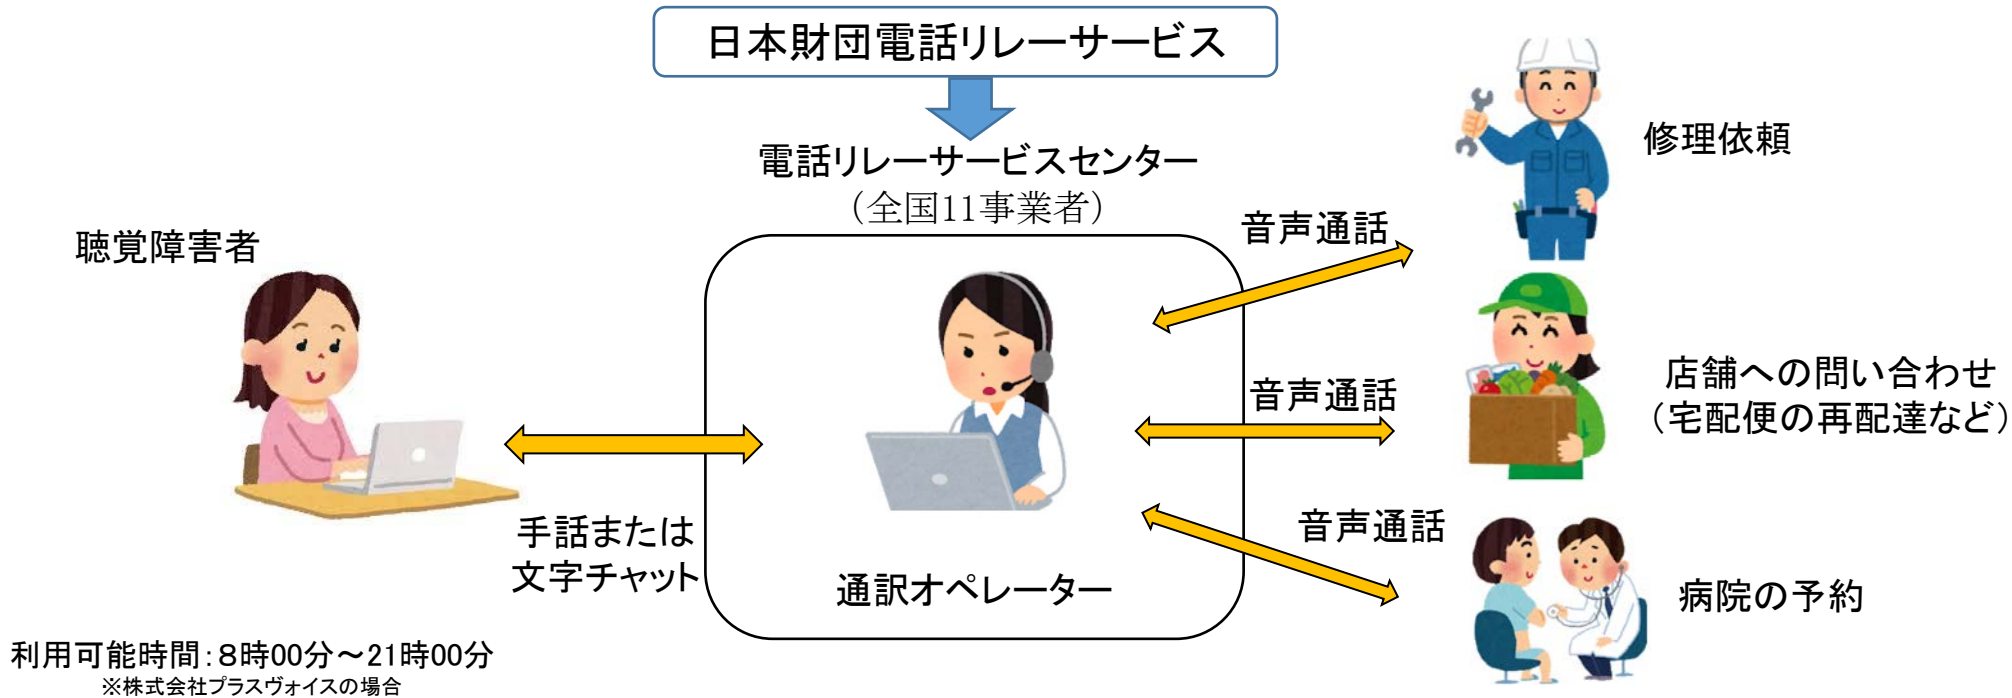 日本財団電話リレーサービス
電話リレーサービスセンター
（全国11事業者）
聴覚障害者
手話または
文字チャット
通訳オペレーター
音声通話
修理依頼
音声通話
店舗への問い合わせ
（宅配便の再配達など）
音声通話
病院の予約
利用可能時間：８時00分～21時00分
※株式会社プラスヴォイスの場合